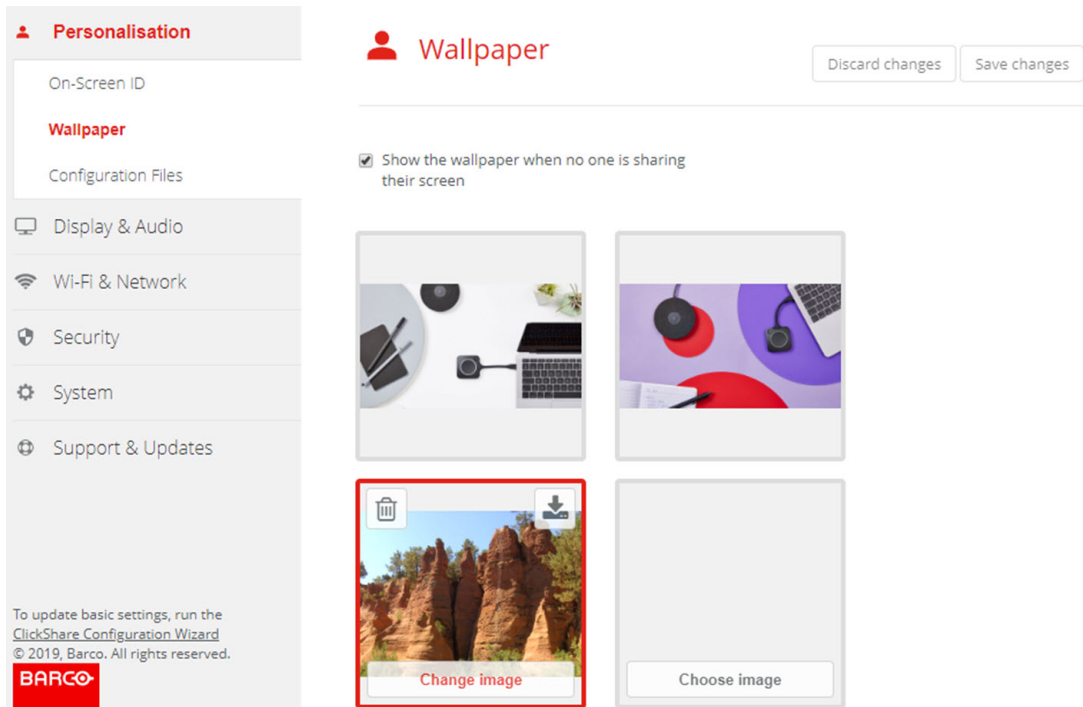 Personalisation
On-Screen ID
Wallpaper
Configuration Files
Display & Audio
Wi-Fi & Network
Security
System
Support & Updates
To update basic settings, run the
ClickShare Configuration Wizard
© 2019, Barco. All rights reserved.
BARCO
Wallpaper
Discard changes
Save changes
Show the wallpaper when no one is sharing
their screen
Change image
Choose image